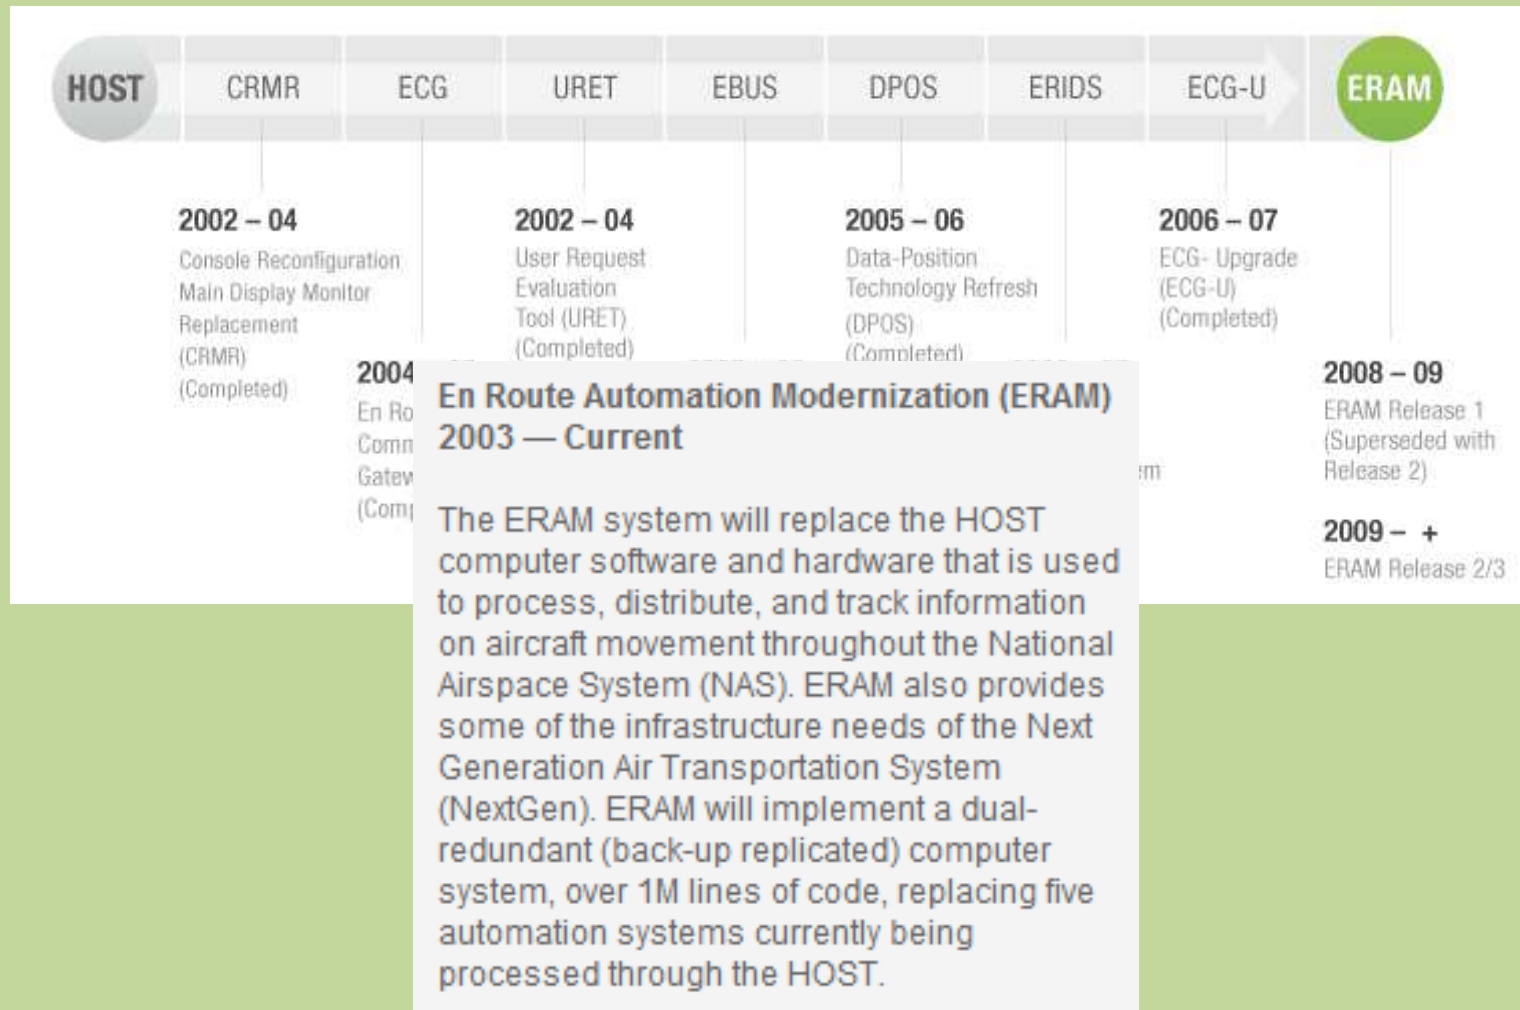 HOST CRMR ECG URET EBUS DPOS ERIDS ECG-U ERAM
2002 – 04
Console Reconfiguration
Main Display Monitor
Replacement
(CRMR)
(Completed)
2004
2002 – 04
User Request
Evaluation
Tool (URET)
(Completed)
2005 – 06
Data-Position
Technology Refresh
(DPOS)
(Completed)
2006 – 07
ECG- Upgrade
(ECG-U)
(Completed)
2008 – 09
ERAM Release 1
(Superseded with
Release 2)
2009 – +
ERAM Release 2/3
En Route Automation Modernization (ERAM)
2003 — Current
The ERAM system will replace the HOST
computer software and hardware that is used
to process, distribute, and track information
on aircraft movement throughout the National
Airspace System (NAS). ERAM also provides
some of the infrastructure needs of the Next
Generation Air Transportation System
(NextGen). ERAM will implement a dual-
redundant (back-up replicated) computer
system, over 1M lines of code, replacing five
automation systems currently being
processed through the HOST.